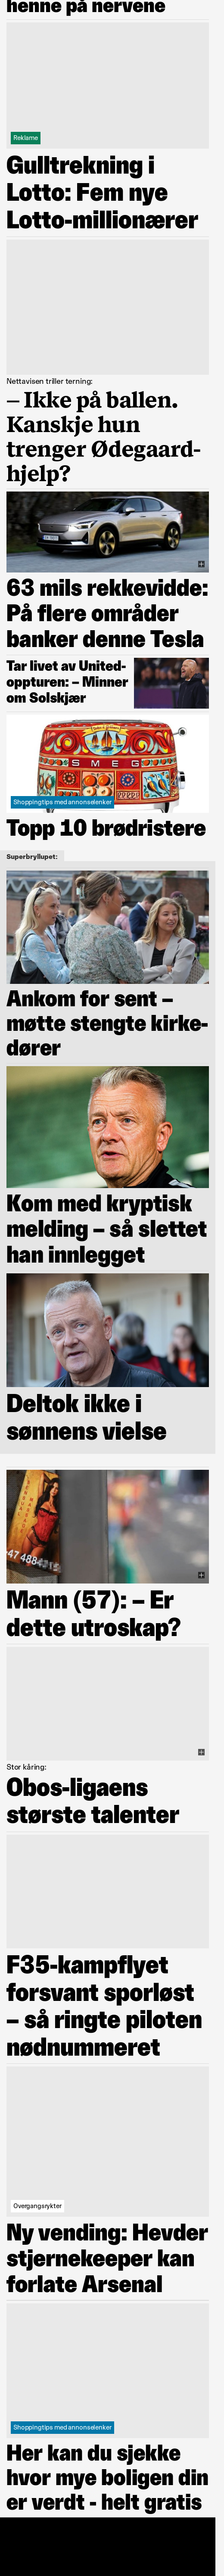 henne på nervene
Reklame
Gulltrekning i
Lotto: Fem nye
Lotto-millionærer
Nettavisen triller terning:
– Ikke på ballen.
Kanskje hun
trenger Ødegaard-
hjelp?
63 mils rekkevidde:
På flere områder
banker denne Tesla
Tar livet av United-
oppturen: – Minner
om Solskjær
SMEG
Shoppingtips med annonselenker
Topp 10 brødristere
Superbryllupet:
Ankom for sent –
møtte stengte kirke-
dører
Kom med kryptisk
melding – så slettet
han innlegget
Deltok ikke i
sønnens vielse
Mann (57): – Er
dette utroskap?
Stor kåring:
Obos-ligaens
største talenter
F35-kampflyet
forsvant sporløst
– så ringte piloten
nødnummeret
Overgangsrykter
Ny vending: Hevder
stjernekeeper kan
forlate Arsenal
Shoppingtips med annonselenker
Her kan du sjekke
hvor mye boligen din
er verdt - helt gratis